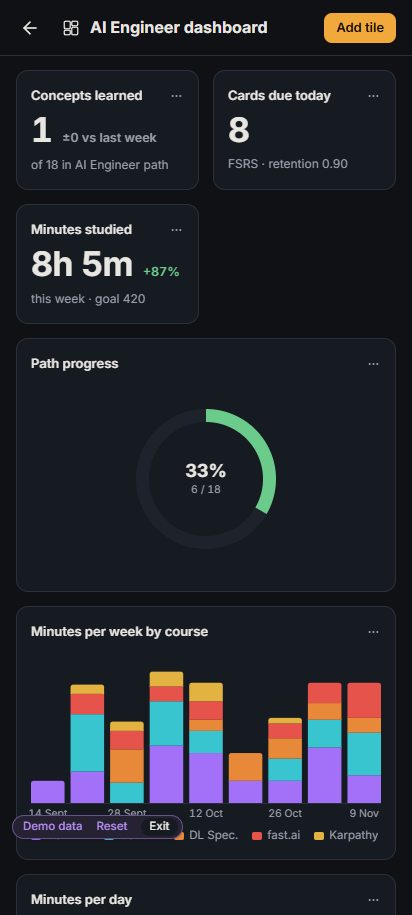 AI Engineer dashboard
Add tile
Concepts learned
1 ±0 vs last week
of 18 in AI Engineer path
Cards due today
8
FSRS · retention 0.90
Minutes studied
8h 5m +87%
this week · goal 420
Path progress
33%
6 / 18
Minutes per week by course
14 Sept 28 Sept 12 Oct 26 Oct 9 Nov
Demo data Reset Exit
DL Spec. fast.ai Karpathy
Minutes per day